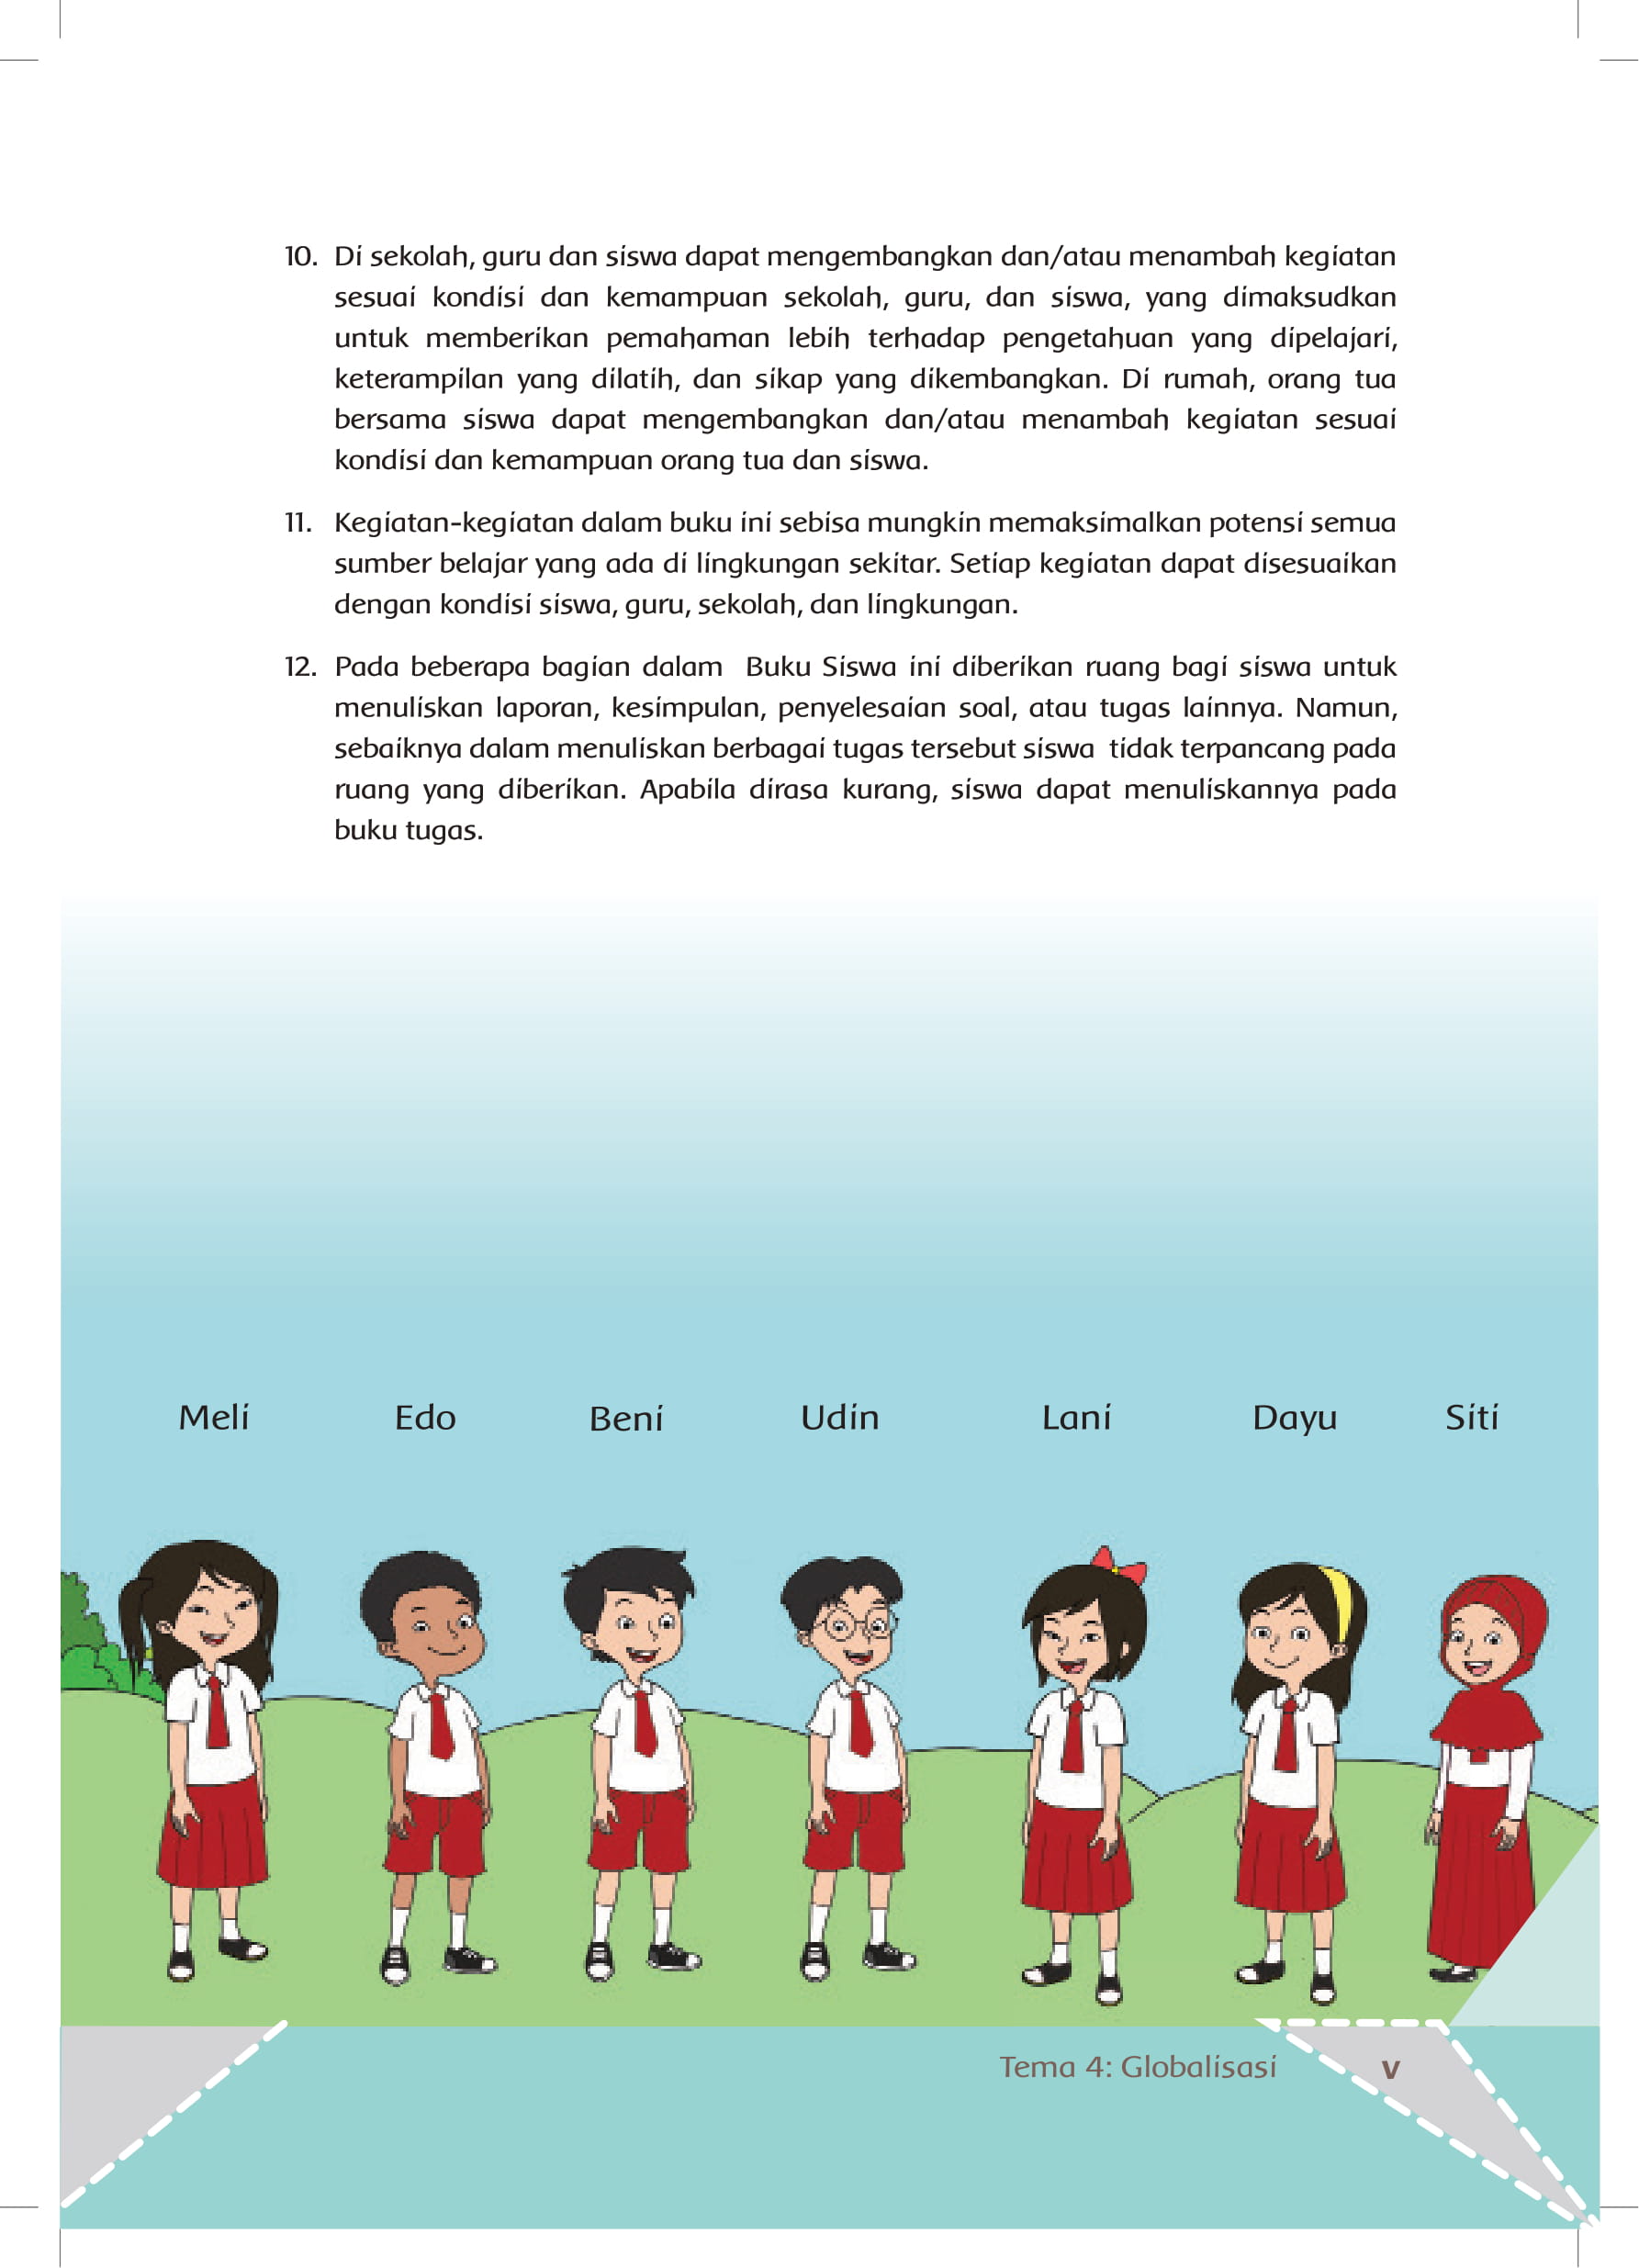 10. Di sekolah, guru dan siswa dapat mengembangkan dan/atau menambah kegiatan
sesuai kondisi dan kemampuan sekolah, guru, dan siswa, yang dimaksudkan
untuk memberikan pemahaman lebih terhadap pengetahuan yang dipelajari,
keterampilan yang dilatih, dan sikap yang dikembangkan. Di rumah, orang tua
bersama siswa dapat mengembangkan dan/atau menambah kegiatan sesuai
kondisi dan kemampuan orang tua dan siswa.
11. Kegiatan-kegiatan dalam buku ini sebisa mungkin memaksimalkan potensi semua
sumber belajar yang ada di lingkungan sekitar. Setiap kegiatan dapat disesuaikan
dengan kondisi siswa, guru, sekolah, dan lingkungan.
12. Pada beberapa bagian dalam Buku Siswa ini diberikan ruang bagi siswa untuk
menuliskan laporan, kesimpulan, penyelesaian soal, atau tugas lainnya. Namun,
sebaiknya dalam menuliskan berbagai tugas tersebut siswa tidak terpancang pada
ruang yang diberikan. Apabila dirasa kurang, siswa dapat menuliskannya pada
buku tugas.
Meli Edo Beni Udin Lani Dayu Siti
Tema 4: Globalisasi v